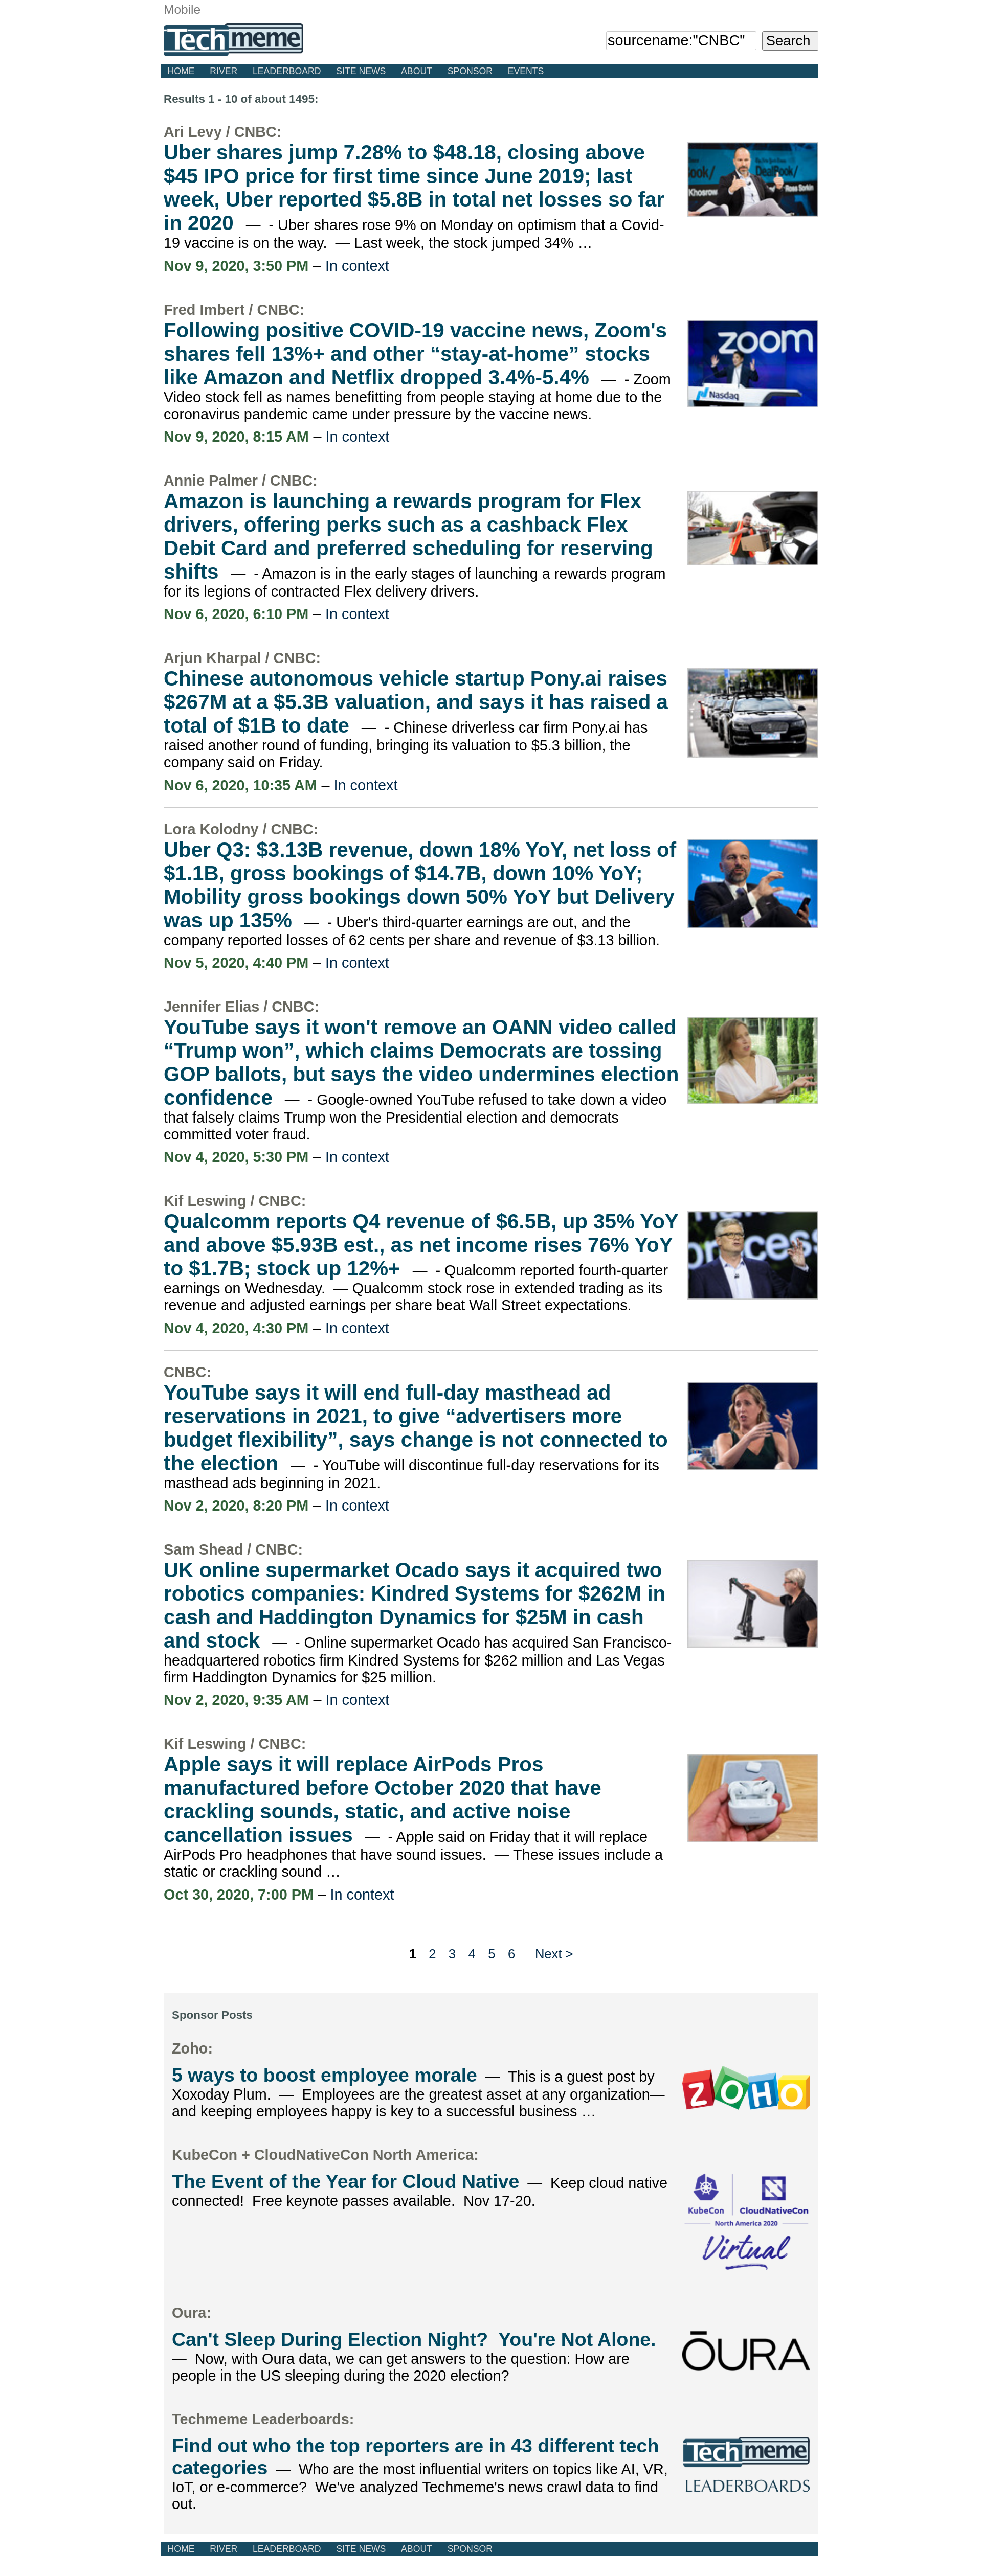 Mobile
Techmeme
sourcename:"CNBC" Search
HOME RIVER LEADERBOARD SITE NEWS ABOUT SPONSOR EVENTS
Results 1 - 10 of about 1495:
Ari Levy / CNBC:
Uber shares jump 7.28% to $48.18, closing above
$45 IPO price for first time since June 2019; last
week, Uber reported $5.8B in total net losses so far
in 2020 — - Uber shares rose 9% on Monday on optimism that a Covid-
19 vaccine is on the way. — Last week, the stock jumped 34% …
Nov 9, 2020, 3:50 PM – In context
Fred Imbert / CNBC:
Following positive COVID-19 vaccine news, Zoom's
shares fell 13%+ and other “stay-at-home” stocks
like Amazon and Netflix dropped 3.4%-5.4% — - Zoom
Video stock fell as names benefitting from people staying at home due to the
coronavirus pandemic came under pressure by the vaccine news.
zoom
Nasdaq
Nov 9, 2020, 8:15 AM – In context
Annie Palmer / CNBC:
Amazon is launching a rewards program for Flex
drivers, offering perks such as a cashback Flex
Debit Card and preferred scheduling for reserving
shifts — - Amazon is in the early stages of launching a rewards program
for its legions of contracted Flex delivery drivers.
Nov 6, 2020, 6:10 PM – In context
Arjun Kharpal / CNBC:
Chinese autonomous vehicle startup Pony.ai raises
$267M at a $5.3B valuation, and says it has raised a
total of $1B to date — - Chinese driverless car firm Pony.ai has
raised another round of funding, bringing its valuation to $5.3 billion, the
company said on Friday.
Nov 6, 2020, 10:35 AM – In context
Lora Kolodny / CNBC:
Uber Q3: $3.13B revenue, down 18% YoY, net loss of
$1.1B, gross bookings of $14.7B, down 10% YoY;
Mobility gross bookings down 50% YoY but Delivery
was up 135% — - Uber's third-quarter earnings are out, and the
company reported losses of 62 cents per share and revenue of $3.13 billion.
Nov 5, 2020, 4:40 PM – In context
Jennifer Elias / CNBC:
YouTube says it won't remove an OANN video called
“Trump won”, which claims Democrats are tossing
GOP ballots, but says the video undermines election
confidence — - Google-owned YouTube refused to take down a video
that falsely claims Trump won the Presidential election and democrats
committed voter fraud.
Nov 4, 2020, 5:30 PM – In context
Kif Leswing / CNBC:
Qualcomm reports Q4 revenue of $6.5B, up 35% YoY
and above $5.93B est., as net income rises 76% YoY
to $1.7B; stock up 12%+ — - Qualcomm reported fourth-quarter
earnings on Wednesday. — Qualcomm stock rose in extended trading as its
revenue and adjusted earnings per share beat Wall Street expectations.
Nov 4, 2020, 4:30 PM – In context
CNBC:
YouTube says it will end full-day masthead ad
reservations in 2021, to give “advertisers more
budget flexibility”, says change is not connected to
the election — - YouTube will discontinue full-day reservations for its
masthead ads beginning in 2021.
Nov 2, 2020, 8:20 PM – In context
Sam Shead / CNBC:
UK online supermarket Ocado says it acquired two
robotics companies: Kindred Systems for $262M in
cash and Haddington Dynamics for $25M in cash
and stock — - Online supermarket Ocado has acquired San Francisco-
headquartered robotics firm Kindred Systems for $262 million and Las Vegas
firm Haddington Dynamics for $25 million.
Nov 2, 2020, 9:35 AM – In context
Kif Leswing / CNBC:
Apple says it will replace AirPods Pros
manufactured before October 2020 that have
crackling sounds, static, and active noise
cancellation issues — - Apple said on Friday that it will replace
AirPods Pro headphones that have sound issues. — These issues include a
static or crackling sound …
Oct 30, 2020, 7:00 PM – In context
1 2 3 4 5 6 Next >
Sponsor Posts
Zoho:
5 ways to boost employee morale — This is a guest post by
Xoxoday Plum. — Employees are the greatest asset at any organization—
and keeping employees happy is key to a successful business …
ZOHO
KubeCon + CloudNativeCon North America:
The Event of the Year for Cloud Native — Keep cloud native
connected! Free keynote passes available. Nov 17-20.
KubeCon CloudNativeCon
North America 2020
Virtual
Oura:
Can't Sleep During Election Night? You're Not Alone.
— Now, with Oura data, we can get answers to the question: How are
people in the US sleeping during the 2020 election?
ŌURA
Techmeme Leaderboards:
Find out who the top reporters are in 43 different tech
categories — Who are the most influential writers on topics like AI, VR,
IoT, or e-commerce? We've analyzed Techmeme's news crawl data to find
out.
Techmeme
LEADERBOARDS
HOME RIVER LEADERBOARD SITE NEWS ABOUT SPONSOR